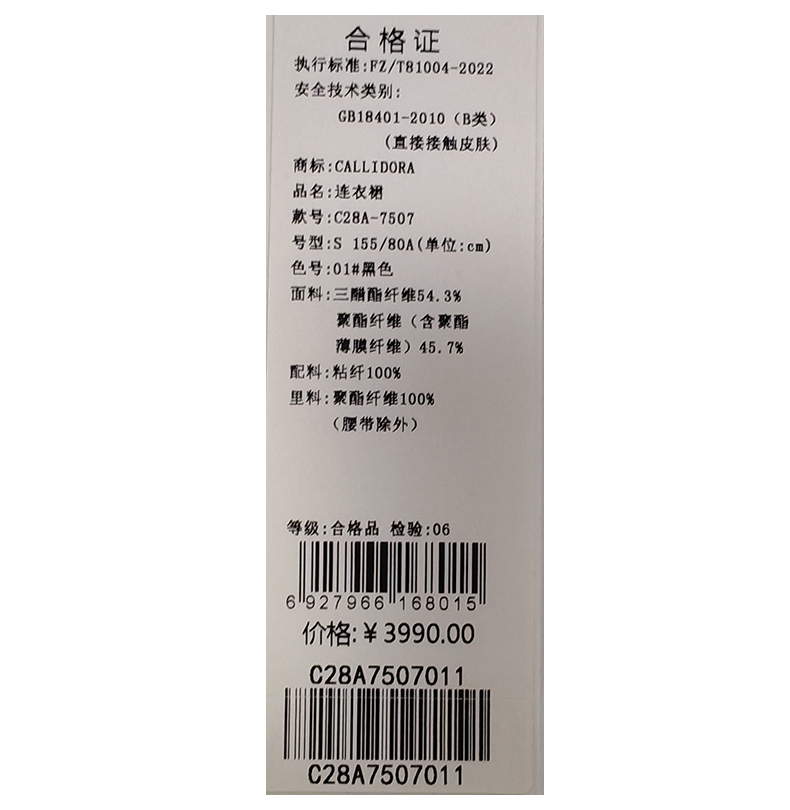 合格证
执行标准:FZ/T81004-2022
安全技术类别:
GB18401-2010（B类）
(直接接触皮肤)
商标:CALLIDORA
品名:连衣裙
款号:C28A-7507
号型:S 155/80A(单位:cm)
色号:01#黑色
面料:三醋酯纤维54.3%
聚酯纤维（含聚酯
薄膜纤维）45.7%
配料:粘纤100%
里料:聚酯纤维100%
（腰带除外）
等级:合格品 检验:06
6 927966 168015
价格:￥3990.00
C28A7507011
C28A7507011